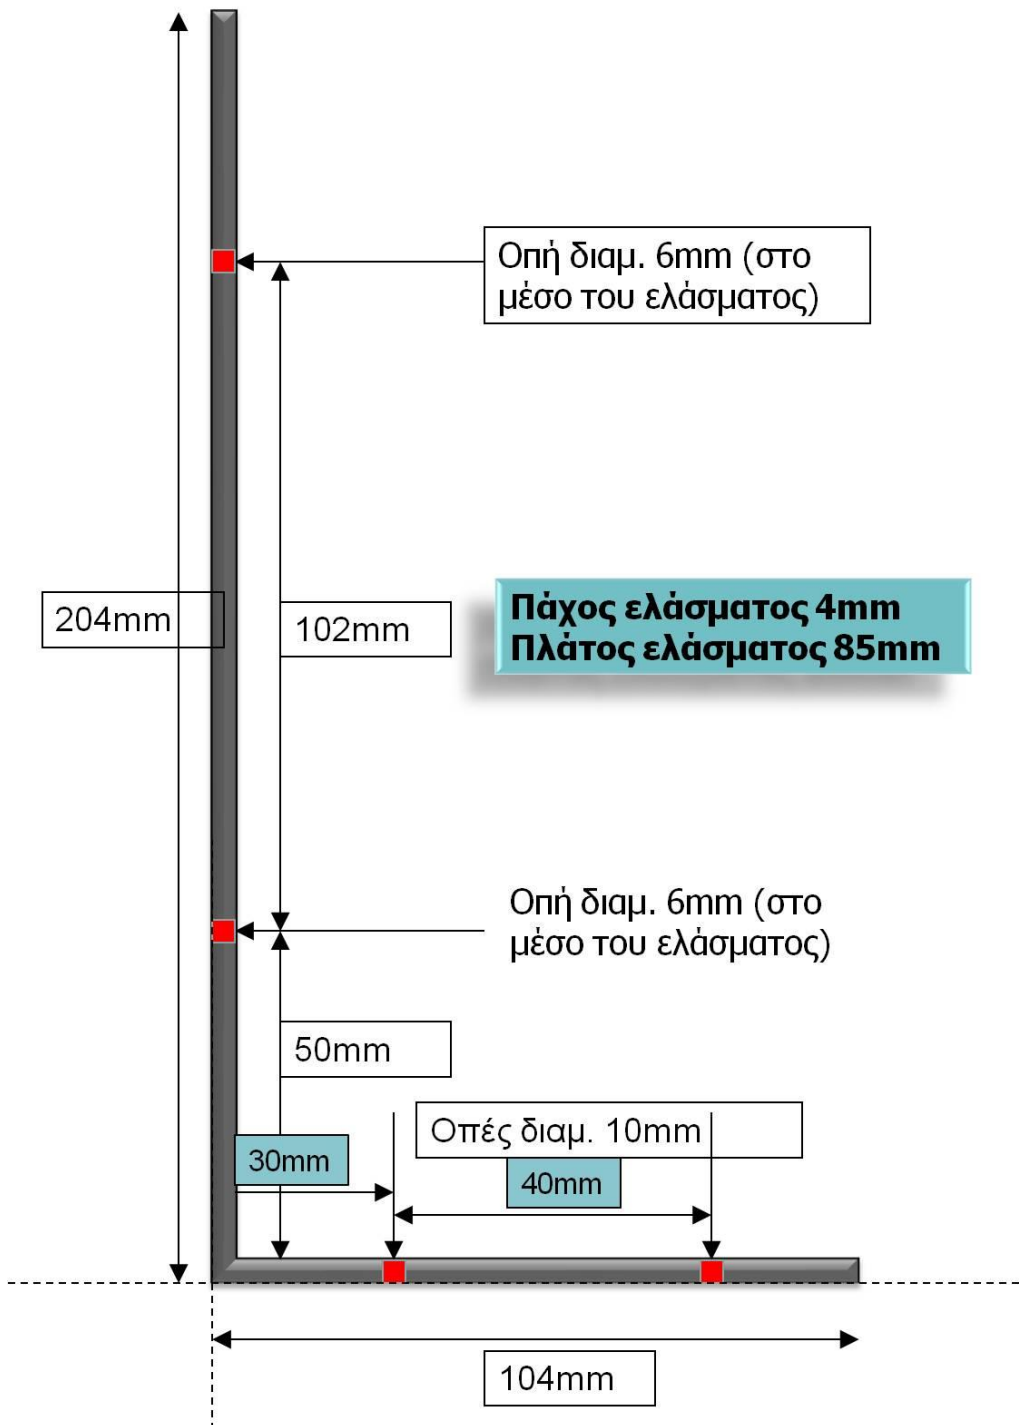 Οπή διαμ. 6mm (στο
μέσο του ελάσματος)
204mm
102mm
Πάχος ελάσματος 4mm
Πλάτος ελάσματος 85mm
Οπή διαμ. 6mm (στο
μέσο του ελάσματος)
50mm
Οπές διαμ. 10mm
30mm
40mm
104mm